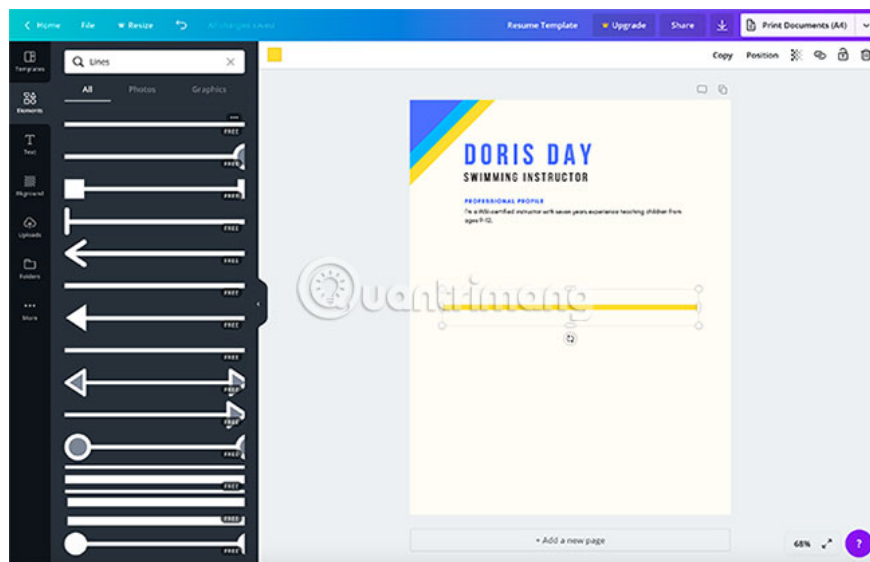 Home File Resize All changes saved Resume Template Upgrade Share Print Documents (A4)
Templates
Elements
Text
Bkground
Uploads
Folders
More
Lines
All Photos Graphics
FREE
FREE
FREE
FREE
FREE
FREE
FREE
FREE
FREE
FREE
FREE
FREE
FREE
FREE
Copy Position
DORIS DAY
SWIMMING INSTRUCTOR
PROFESSIONAL PROFILE
I'm a WSI-certified instructor with seven years experience teaching children from
ages 9-12.
Quantrimang
+ Add a new page
68%
?